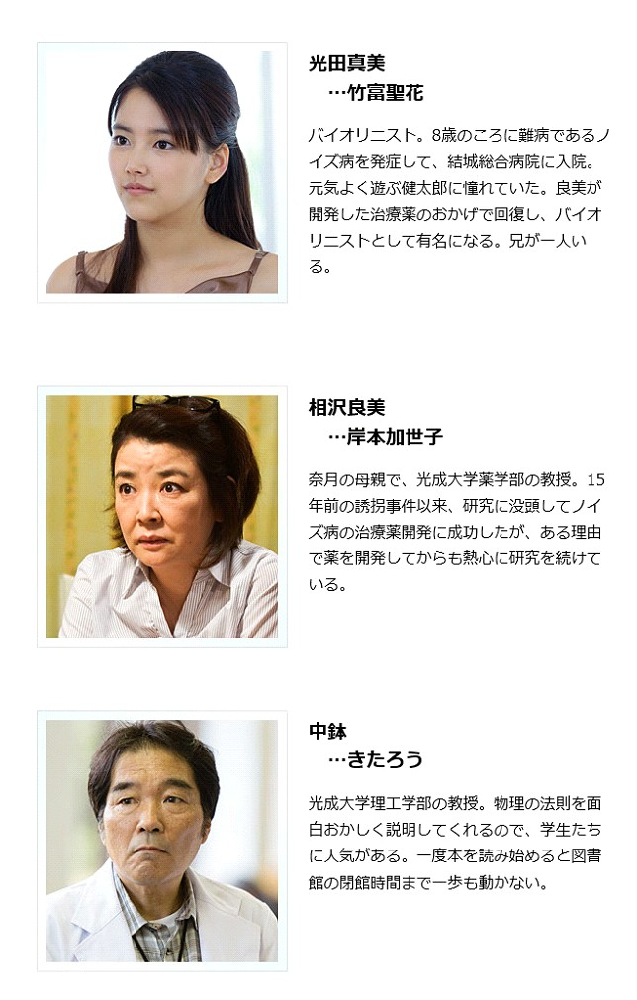 光田真美
…竹富聖花
バイオリニスト。8歳のころに難病であるノ
イズ病を発症して、結城総合病院に入院。
元気よく遊ぶ健太郎に憧れていた。良美が
開発した治療薬のおかげで回復し、バイオ
リニストとして有名になる。兄が一人い
る。
相沢良美
…岸本加世子
奈月の母親で、光成大学薬学部の教授。15
年前の誘拐事件以来、研究に没頭してノイ
ズ病の治療薬開発に成功したが、ある理由
で薬を開発してからも熱心に研究を続けて
いる。
中鉢
…きたろう
光成大学理工学部の教授。物理の法則を面
白おかしく説明してくれるので、学生たち
に人気がある。一度本を読み始めると図書
館の閉館時間まで一歩も動かない。